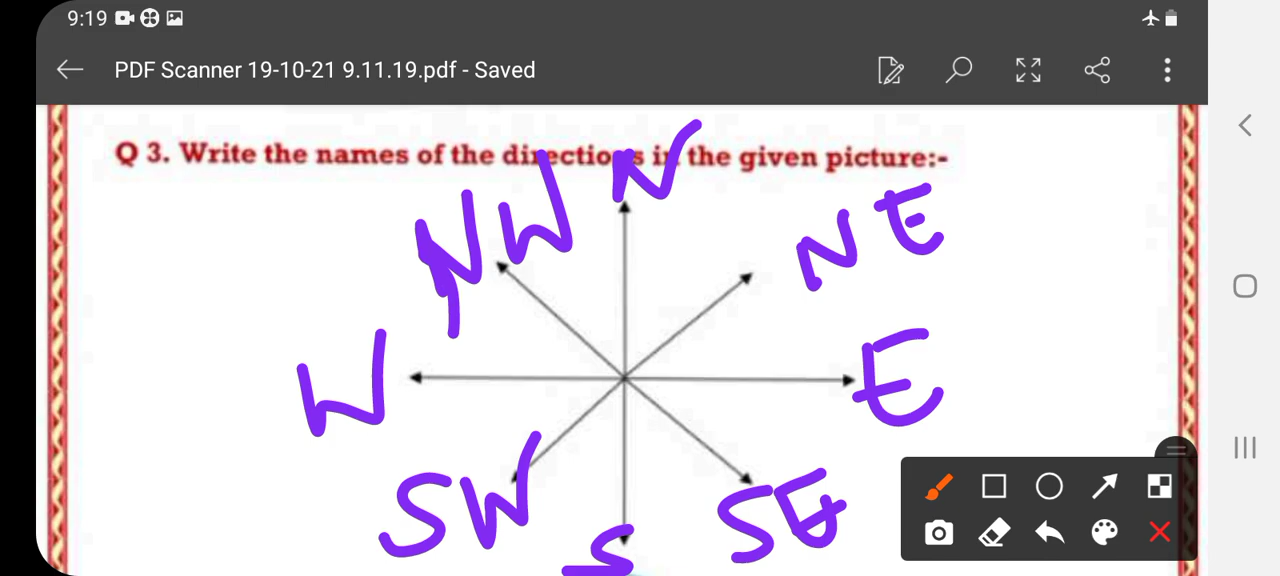 9:19
PDF Scanner 19-10-21 9.11.19.pdf - Saved
Q 3. Write the names of the directions in the given picture:-
N
NW
NE
W
E
SW
SE
S